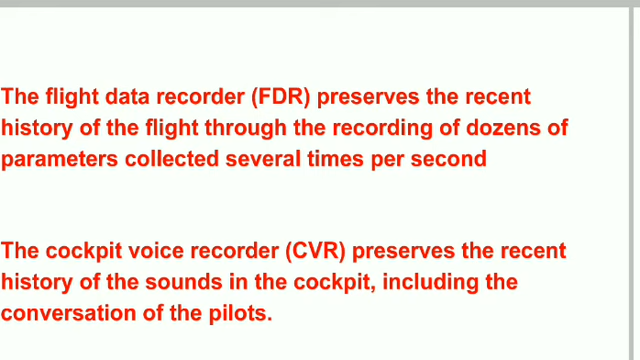 The flight data recorder (FDR) preserves the recent
history of the flight through the recording of dozens of
parameters collected several times per second
The cockpit voice recorder (CVR) preserves the recent
history of the sounds in the cockpit, including the
conversation of the pilots.